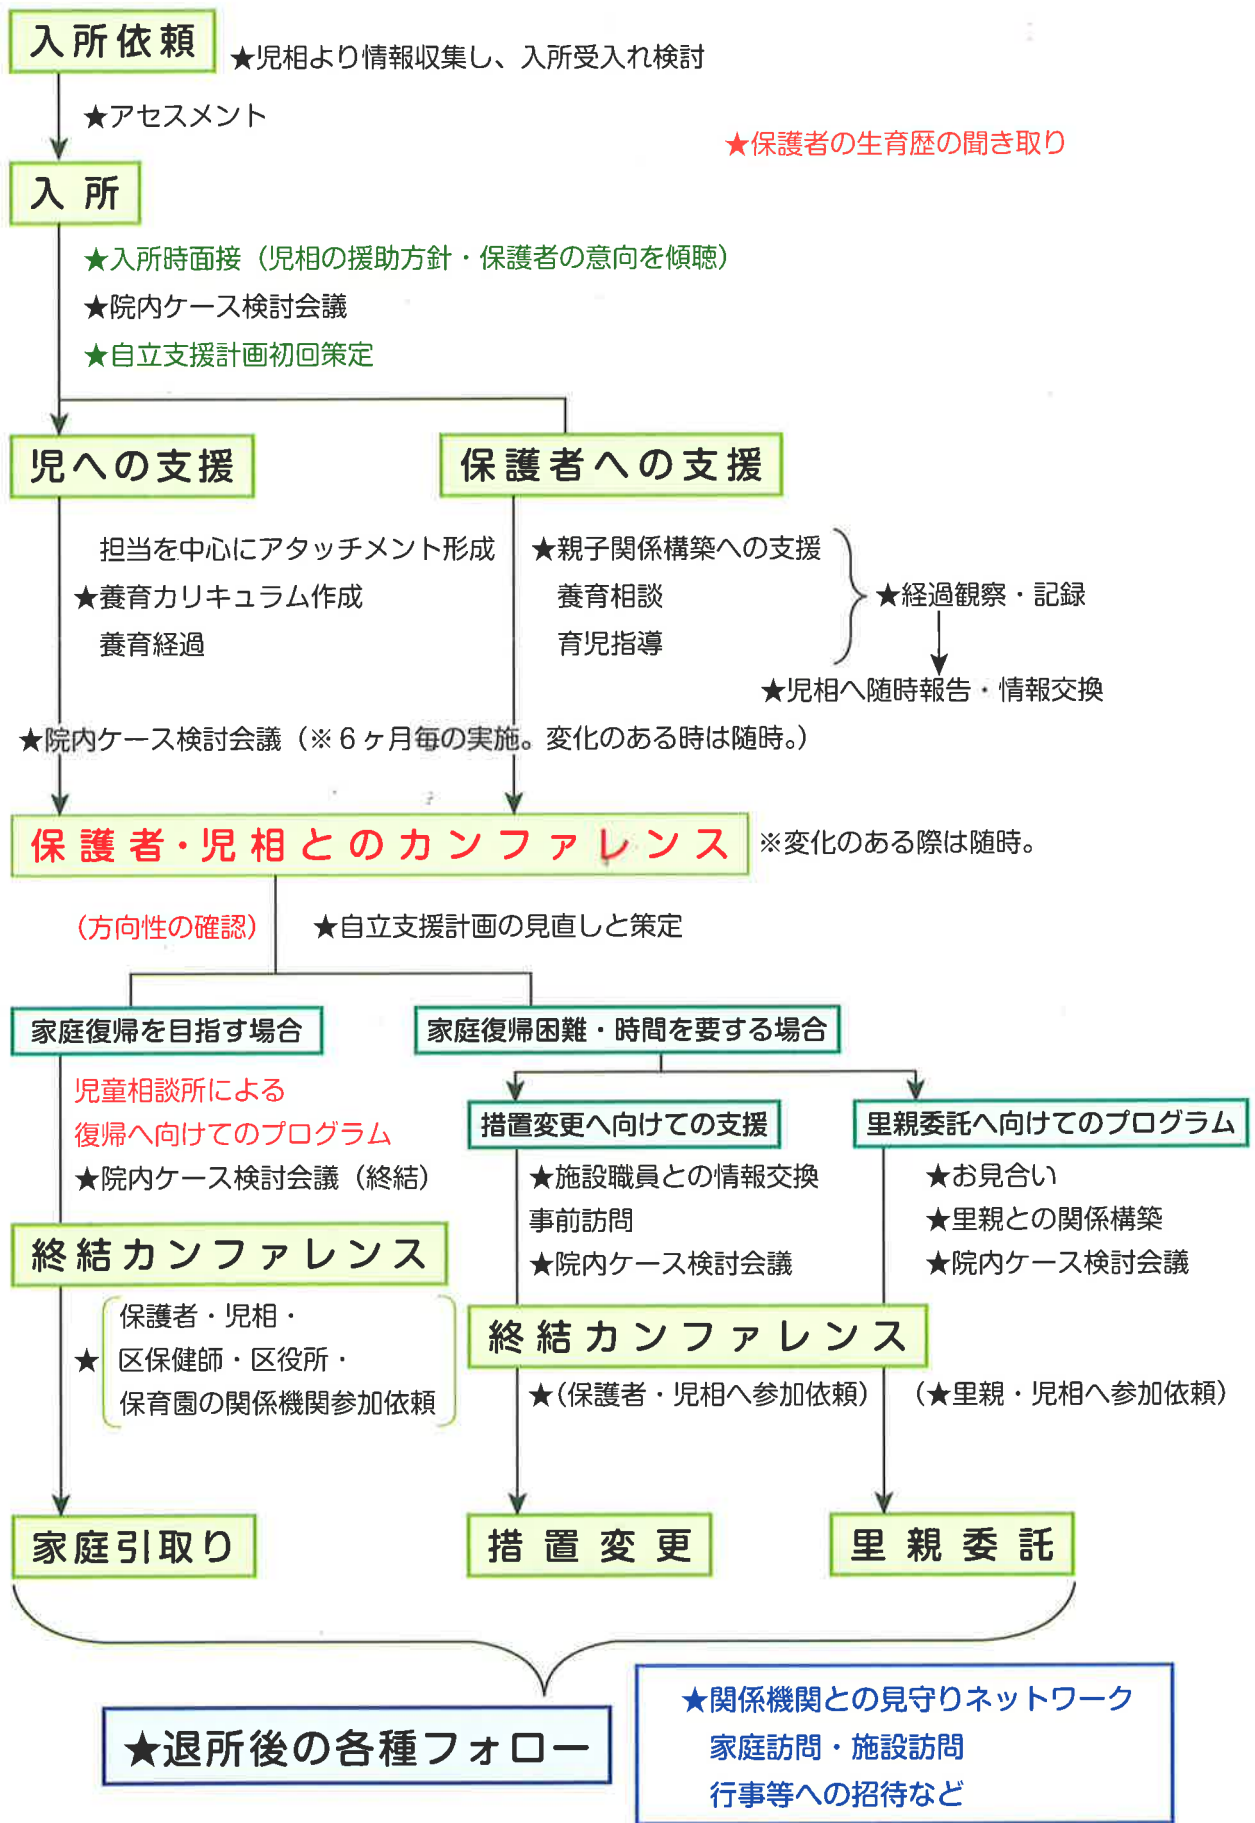 入所依頼
★児相より情報収集し、入所受入れ検討
★アセスメント
★保護者の生育歴の聞き取り
入所
★入所時面接（児相の援助方針・保護者の意向を傾聴）
★院内ケース検討会議
★自立支援計画初回策定
児への支援
保護者への支援
担当を中心にアタッチメント形成
★養育カリキュラム作成
養育経過
★親子関係構築への支援
養育相談
育児指導
★経過観察・記録
★児相へ随時報告・情報交換
★院内ケース検討会議（※６ヶ月毎の実施。変化のある時は随時。）
保護者・児相とのカンファレンス
※変化のある際は随時。
（方向性の確認）
★自立支援計画の見直しと策定
家庭復帰を目指す場合
家庭復帰困難・時間を要する場合
児童相談所による
復帰へ向けてのプログラム
★院内ケース検討会議（終結）
終結カンファレンス
保護者・児相・
★ 区保健師・区役所・
保育園の関係機関参加依頼
措置変更へ向けての支援
★施設職員との情報交換
事前訪問
★院内ケース検討会議
里親委託へ向けてのプログラム
★お見合い
★里親との関係構築
★院内ケース検討会議
終結カンファレンス
★（保護者・児相へ参加依頼）
（★里親・児相へ参加依頼）
家庭引取り
措置変更
里親委託
★退所後の各種フォロー
★関係機関との見守りネットワーク
家庭訪問・施設訪問
行事等への招待など